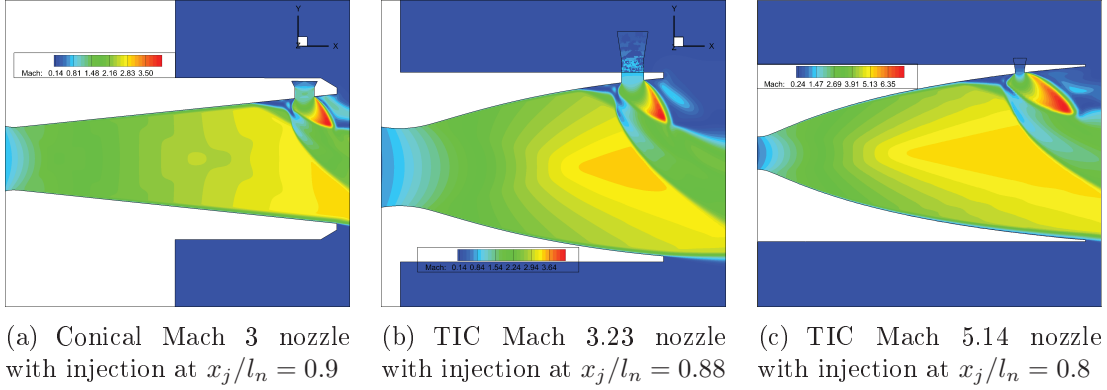 Y
X
Z
Mach: 0.14 0.81 1.48 2.16 2.83 3.50
(a) Conical Mach 3 nozzle
with injection at x_j/l_n = 0.9
Y
X
Z
Mach: 0.14 0.84 1.54 2.24 2.94 3.64
(b) TIC Mach 3.23 nozzle
with injection at x_j/l_n = 0.88
Y
X
Z
Mach: 0.24 1.47 2.69 3.91 5.13 6.35
(c) TIC Mach 5.14 nozzle
with injection at x_j/l_n = 0.8